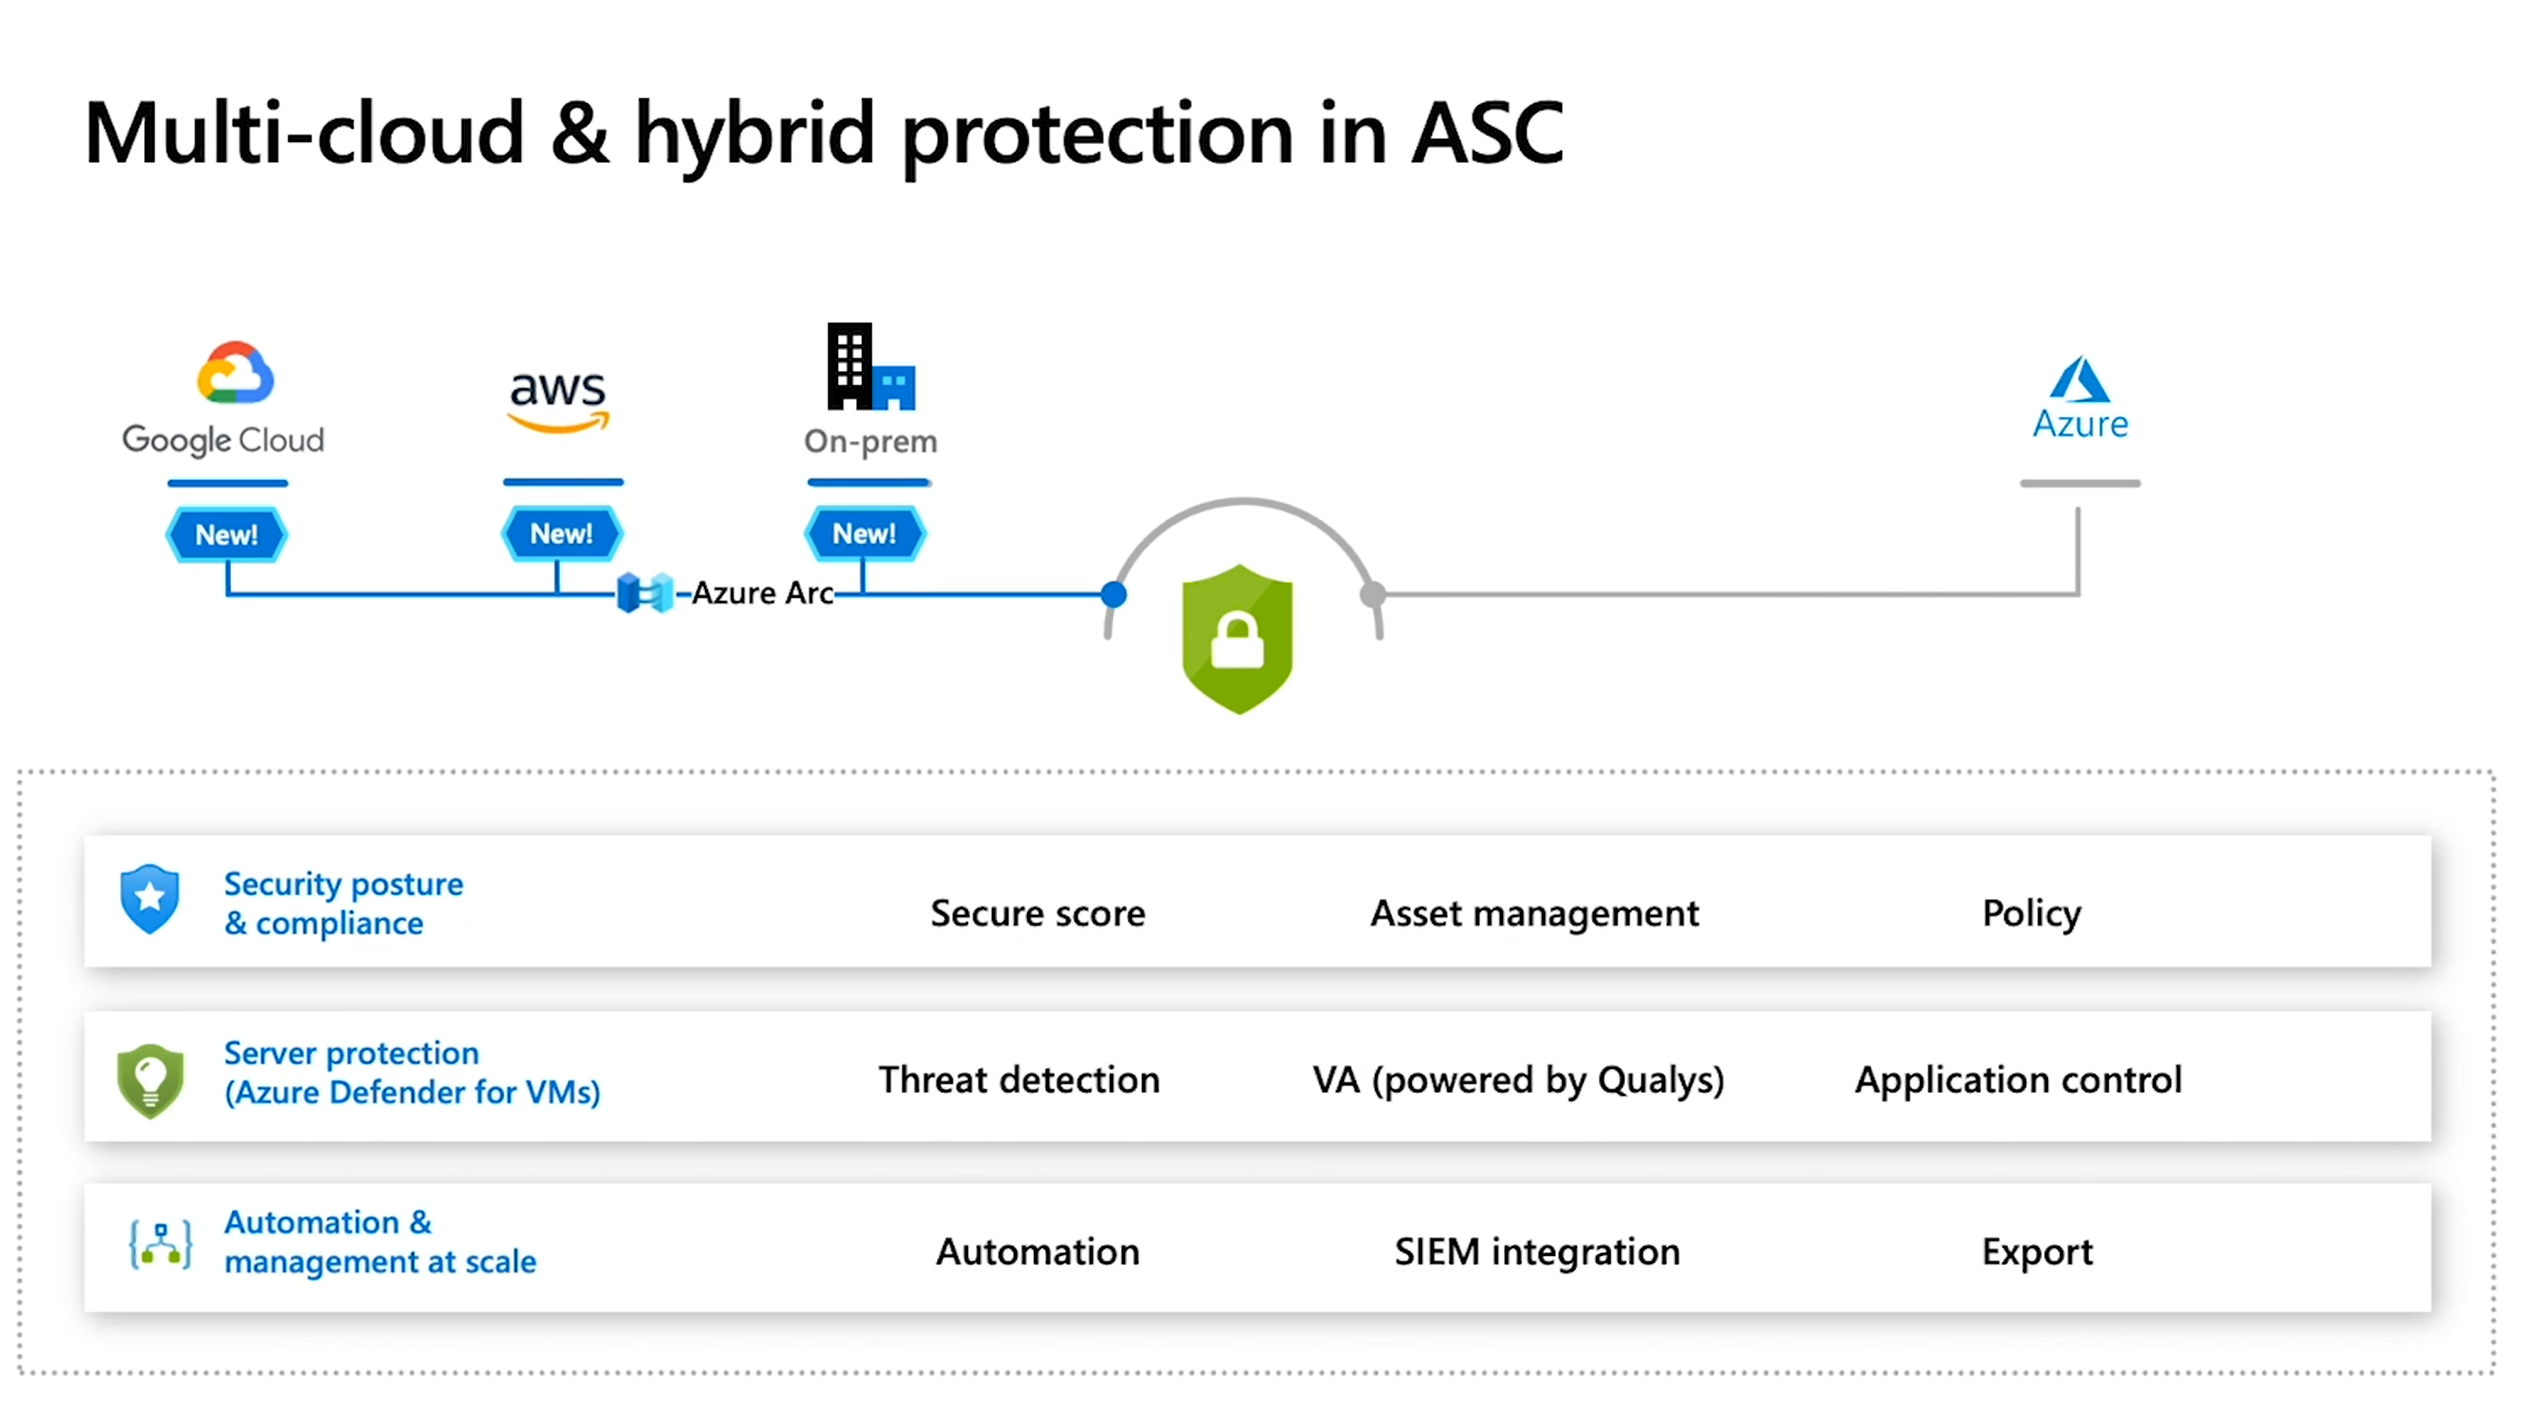 Multi-cloud & hybrid protection in ASC
Google Cloud
aws
On-prem
Azure
New!
New!
New!
Azure Arc
Security posture
& compliance
Secure score
Asset management
Policy
Server protection
(Azure Defender for VMs)
Threat detection
VA (powered by Qualys)
Application control
Automation &
management at scale
Automation
SIEM integration
Export